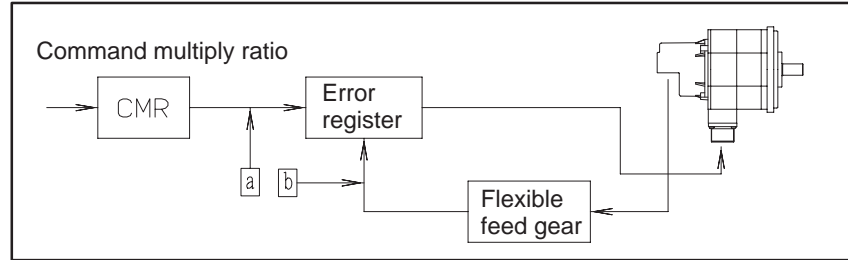 Command multiply ratio
CMR
Error
register
a
b
Flexible
feed gear